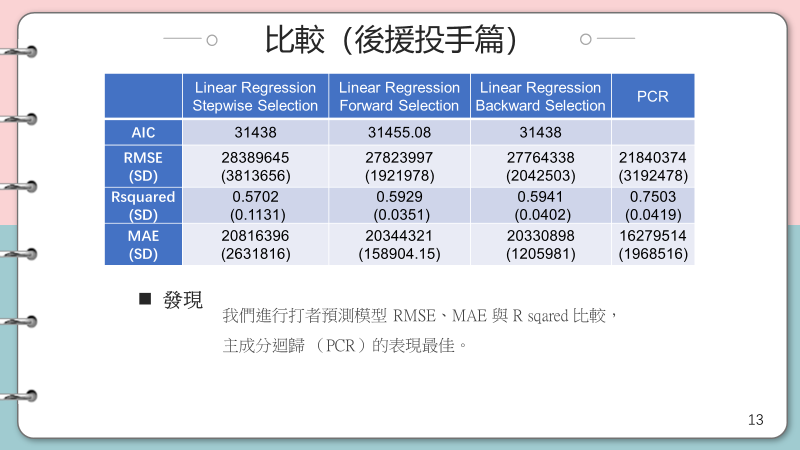 比較（後援投手篇）
Linear Regression Stepwise Selection Linear Regression Forward Selection Linear Regression Backward Selection PCR
AIC 31438 31455.08 31438
RMSE (SD) 28389645 (3813656) 27823997 (1921978) 27764338 (2042503) 21840374 (3192478)
Rsquared (SD) 0.5702 (0.1131) 0.5929 (0.0351) 0.5941 (0.0402) 0.7503 (0.0419)
MAE (SD) 20816396 (2631816) 20344321 (158904.15) 20330898 (1205981) 16279514 (1968516)
■ 發現
我們進行打者預測模型 RMSE、MAE 與 R sqared 比較，
主成分迴歸 （PCR）的表現最佳。
13